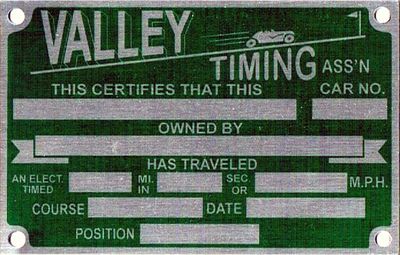 VALLEY
TIMING ASS'N
THIS CERTIFIES THAT THIS CAR NO.
OWNED BY
HAS TRAVELED
AN ELECT. TIMED MI. IN SEC. OR M.P.H.
COURSE DATE
POSITION